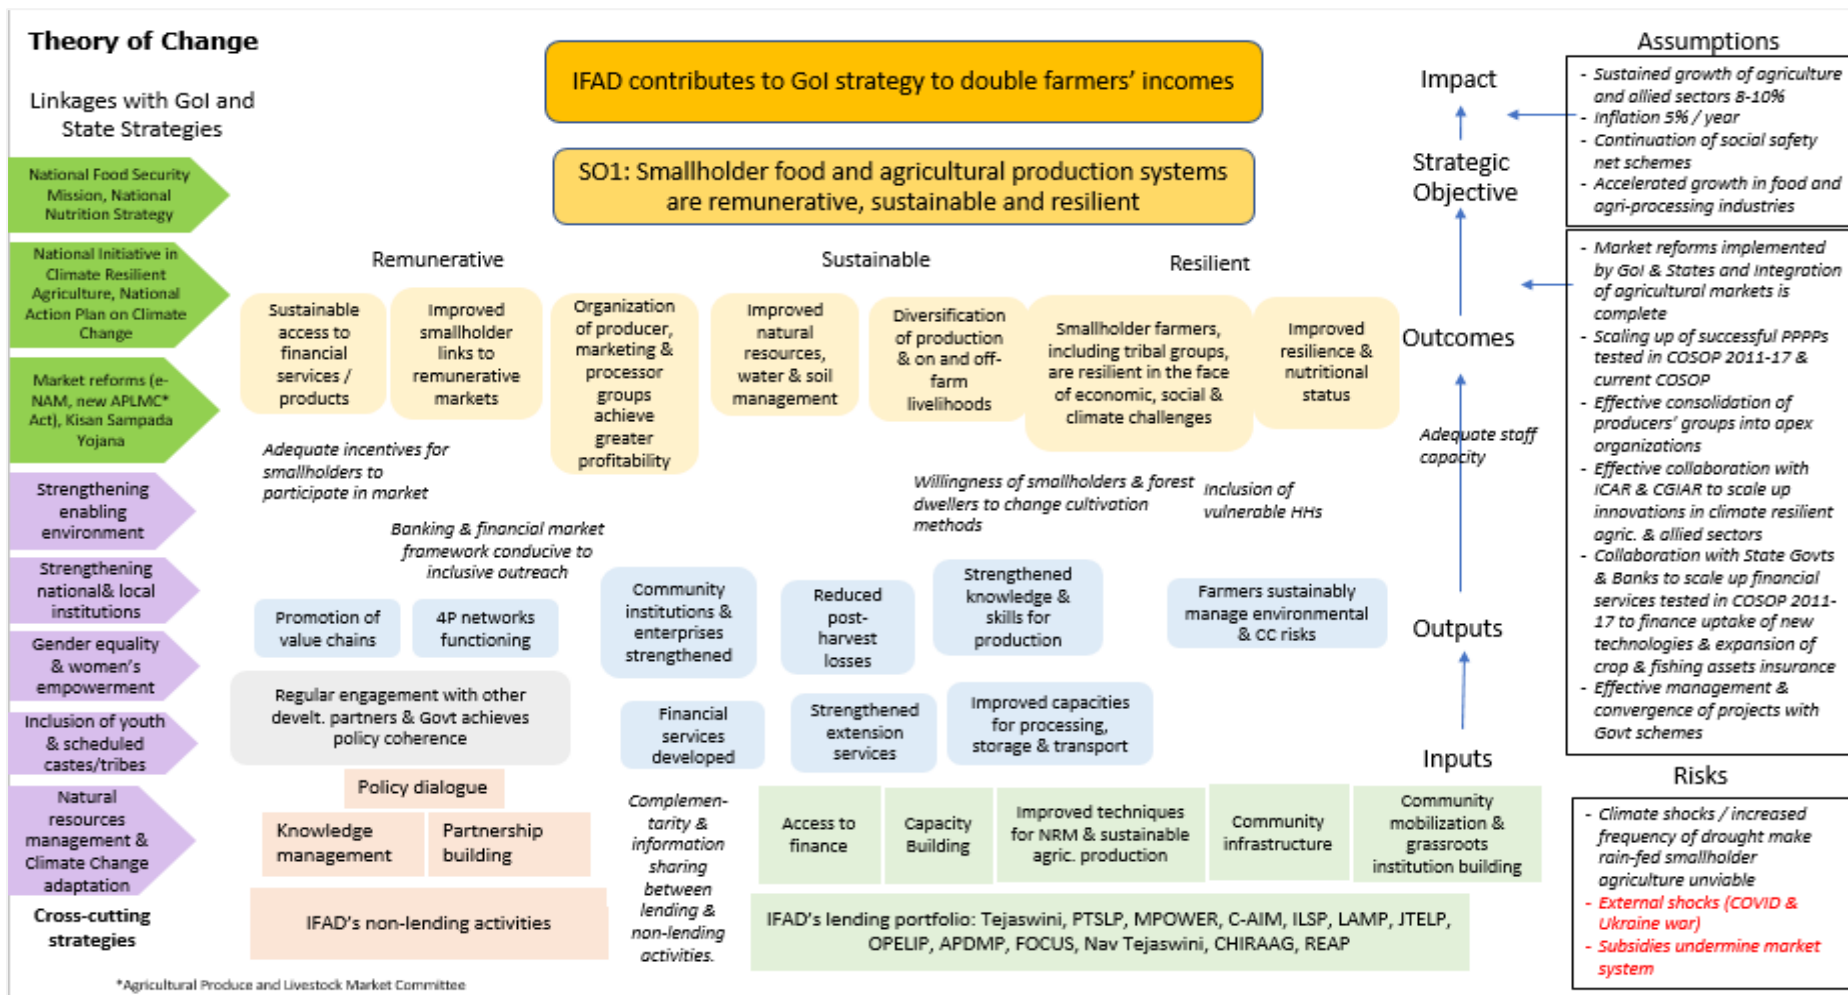 Theory of Change
Linkages with GoI and
State Strategies
National Food Security
Mission, National
Nutrition Strategy
National Initiative in
Climate Resilient
Agriculture, National
Action Plan on Climate
Change
Market reforms (e-
NAM, new APLMC*
Act), Kisan Sampada
Yojana
Strengthening
enabling
environment
Strengthening
national& local
institutions
Gender equality
& women's
empowerment
Inclusion of youth
& scheduled
castes/tribes
Natural
resources
management &
Climate Change
adaptation
Cross-cutting
strategies
*Agricultural Produce and Livestock Market Committee
IFAD contributes to GoI strategy to double farmers' incomes
SO1: Smallholder food and agricultural production systems
are remunerative, sustainable and resilient
Remunerative
Sustainable
Resilient
Sustainable
access to
financial
services /
products
Improved
smallholder
links to
remunerative
markets
Organization
of producer,
marketing &
processor
groups
achieve
greater
profitability
Improved
natural
resources,
water & soil
management
Diversification
of production
& on and off-
farm
livelihoods
Smallholder farmers,
including tribal groups,
are resilient in the face
of economic, social &
climate challenges
Improved
resilience &
nutritional
status
Adequate incentives for
smallholders to
participate in market
Banking & financial market
framework conducive to
inclusive outreach
Willingness of smallholders & forest
dwellers to change cultivation
methods
Inclusion of
vulnerable HHs
Adequate staff
capacity
Promotion of
value chains
4P networks
functioning
Community
institutions &
enterprises
strengthened
Reduced
post-
harvest
losses
Strengthened
knowledge &
skills for
production
Farmers sustainably
manage environmental
& CC risks
Regular engagement with other
develt. partners & Govt achieves
policy coherence
Financial
services
developed
Strengthened
extension
services
Improved capacities
for processing,
storage & transport
Policy dialogue
Knowledge
management
Partnership
building
IFAD's non-lending activities
Complemen-
tarity &
information
sharing
between
lending &
non-lending
activities.
Access to
finance
Capacity
Building
Improved techniques
for NRM & sustainable
agric. production
Community
infrastructure
Community
mobilization &
grassroots
institution building
IFAD's lending portfolio: Tejaswini, PTSLP, MPOWER, C-AIM, ILSP, LAMP, JTELP,
OPELIP, APDMP, FOCUS, Nav Tejaswini, CHIRAAG, REAP
Impact
Strategic
Objective
Outcomes
Outputs
Inputs
Assumptions
- Sustained growth of agriculture
and allied sectors 8-10%
- Inflation 5% / year
- Continuation of social safety
net schemes
- Accelerated growth in food and
agri-processing industries
- Market reforms implemented
by GoI & States and Integration
of agricultural markets is
complete
- Scaling up of successful PPPPs
tested in COSOP 2011-17 &
current COSOP
- Effective consolidation of
producers' groups into apex
organizations
- Effective collaboration with
ICAR & CGIAR to scale up
innovations in climate resilient
agric. & allied sectors
- Collaboration with State Govts
& Banks to scale up financial
services tested in COSOP 2011-
17 to finance uptake of new
technologies & expansion of
crop & fishing assets insurance
- Effective management &
convergence of projects with
Govt schemes
Risks
- Climate shocks / increased
frequency of drought make
rain-fed smallholder
agriculture unviable
- External shocks (COVID &
Ukraine war)
- Subsidies undermine market
system